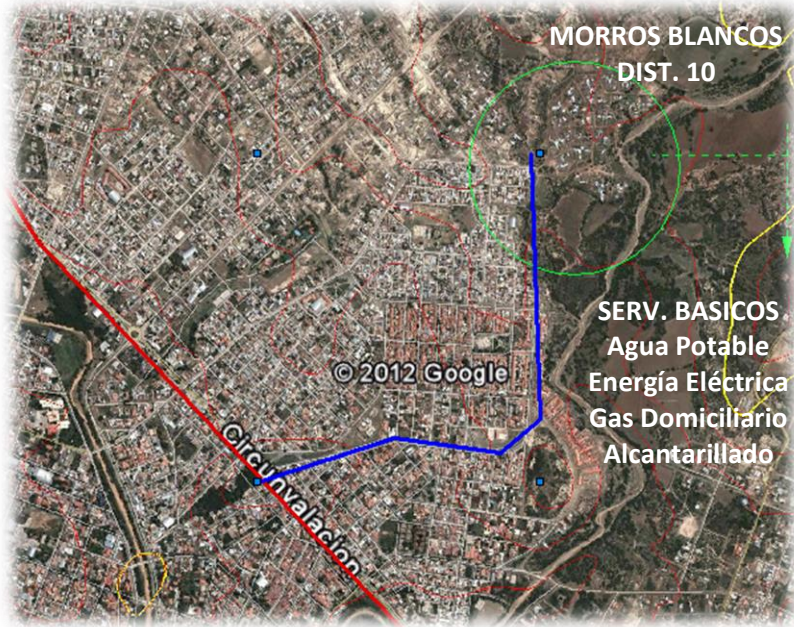 MORROS BLANCOS
DIST. 10
SERV. BASICOS
Agua Potable
Energía Eléctrica
Gas Domiciliario
Alcantarillado
© 2012 Google
Circunvalacion